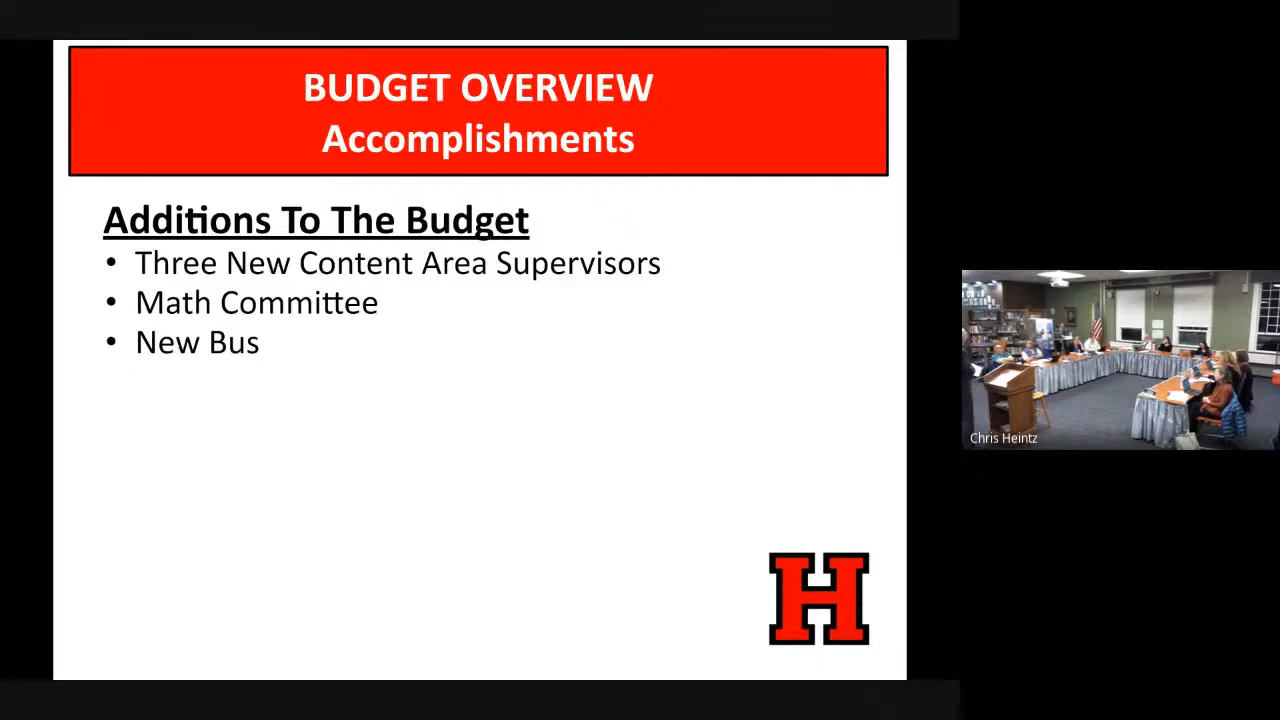 BUDGET OVERVIEW
Accomplishments
Additions To The Budget
• Three New Content Area Supervisors
• Math Committee
• New Bus
H
Chris Heintz